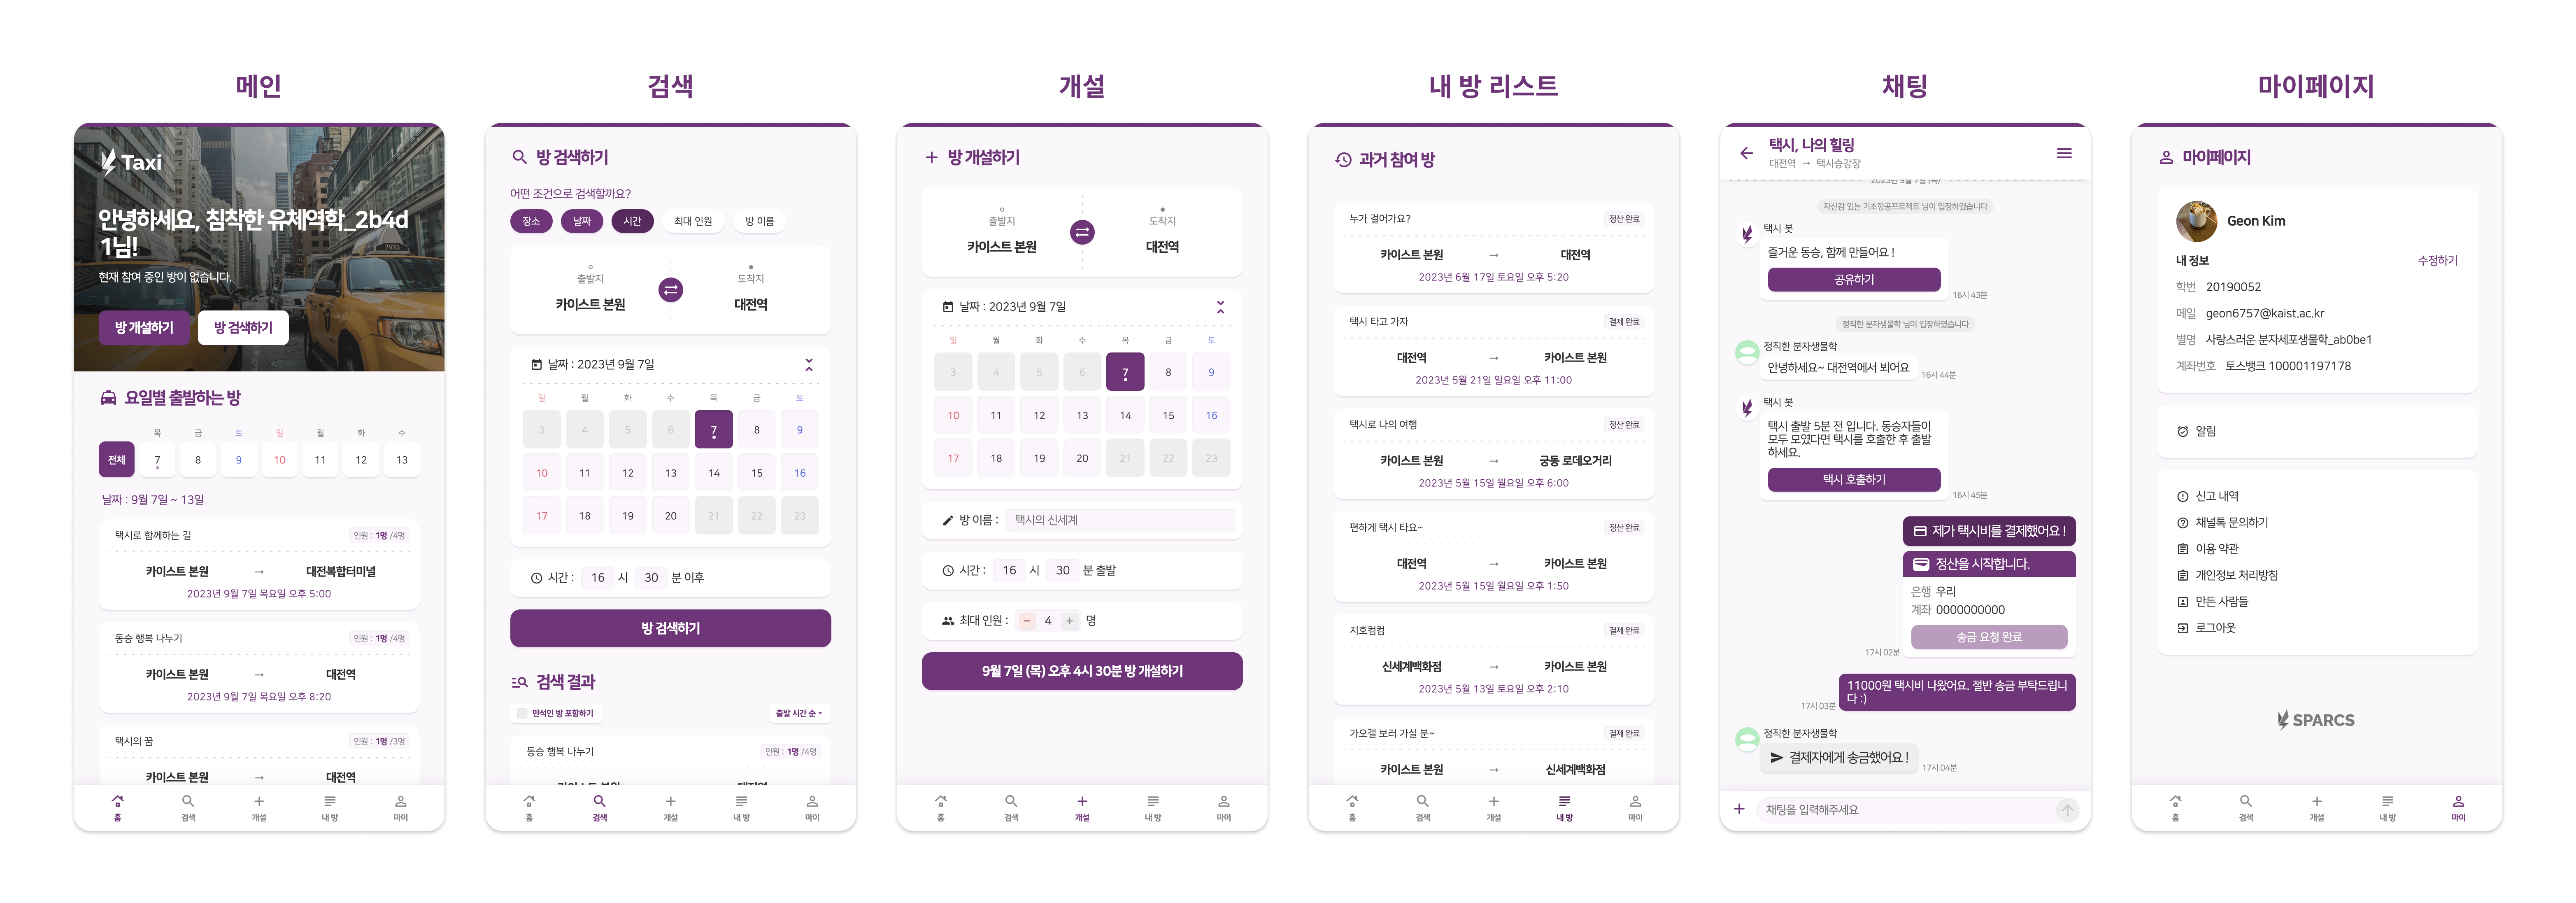 메인
Taxi
안녕하세요, 침착한 유체역학_2b4d
1님!
현재 참여 중인 방이 없습니다.
방 개설하기
방 검색하기
요일별 출발하는 방
목 금 토 일 월 화 수
전체 7 8 9 10 11 12 13
날짜 : 9월 7일 ~ 13일
택시로 함께하는 길
인원 : 1명 /4명
카이스트 본원 → 대전복합터미널
2023년 9월 7일 목요일 오후 5:00
동승 행복 나누기
인원 : 1명 /4명
카이스트 본원 → 대전역
2023년 9월 7일 목요일 오후 8:20
택시의 꿈
인원 : 1명 /3명
카이스트 본원 → 대전역
홈 검색 개설 내 방 마이
검색
방 검색하기
어떤 조건으로 검색할까요?
장소 날짜 시간 최대 인원 방 이름
출발지 도착지
카이스트 본원 대전역
날짜 : 2023년 9월 7일
일 월 화 수 목 금 토
3 4 5 6 7 8 9
10 11 12 13 14 15 16
17 18 19 20 21 22 23
시간 : 16 시 30 분 이후
방 검색하기
검색 결과
만석인 방 포함하기
출발 시간 순
동승 행복 나누기
인원 : 1명 /4명
카이스트 본원 대전역
홈 검색 개설 내 방 마이
개설
방 개설하기
출발지 도착지
카이스트 본원 대전역
날짜 : 2023년 9월 7일
일 월 화 수 목 금 토
3 4 5 6 7 8 9
10 11 12 13 14 15 16
17 18 19 20 21 22 23
방 이름 : 택시의 신세계
시간 : 16 시 30 분 출발
최대 인원 : − 4 + 명
9월 7일 (목) 오후 4시 30분 방 개설하기
홈 검색 개설 내 방 마이
내 방 리스트
과거 참여 방
누가 걸어가요?
정산 완료
카이스트 본원 → 대전역
2023년 6월 17일 토요일 오후 5:20
택시 타고 가자
결제 완료
대전역 → 카이스트 본원
2023년 5월 21일 일요일 오후 11:00
택시로 나의 여행
정산 완료
카이스트 본원 → 궁동 로데오거리
2023년 5월 15일 월요일 오후 6:00
편하게 택시 타요~
정산 완료
대전역 → 카이스트 본원
2023년 5월 15일 월요일 오후 1:50
지호컴컴
결제 완료
신세계백화점 → 카이스트 본원
2023년 5월 13일 토요일 오후 2:10
가오갤 보러 가실 분~
결제 완료
카이스트 본원 → 신세계백화점
홈 검색 개설 내 방 마이
채팅
택시, 나의 힐링
대전역 → 택시승강장
2023년 9월 7일 (목)
자신감 있는 기초항공프로젝트 님이 입장하였습니다
택시 봇
즐거운 동승, 함께 만들어요 !
공유하기
16시 43분
정직한 분자생물학 님이 입장하였습니다
정직한 분자생물학
안녕하세요~ 대전역에서 뵈어요
16시 44분
택시 봇
택시 출발 5분 전 입니다. 동승자들이
모두 모였다면 택시를 호출한 후 출발
하세요.
택시 호출하기
16시 45분
제가 택시비를 결제했어요 !
정산을 시작합니다.
은행 우리
계좌 0000000000
송금 요청 완료
17시 02분
11000원 택시비 나왔어요. 절반 송금 부탁드립니
다 :)
17시 03분
정직한 분자생물학
결제자에게 송금했어요 !
17시 04분
채팅을 입력해주세요
마이페이지
마이페이지
Geon Kim
내 정보
수정하기
학번 20190052
메일 geon6757@kaist.ac.kr
별명 사랑스러운 분자세포생물학_ab0be1
계좌번호 토스뱅크 100001197178
알림
신고 내역
채널톡 문의하기
이용 약관
개인정보 처리방침
만든 사람들
로그아웃
SPARCS
홈 검색 개설 내 방 마이